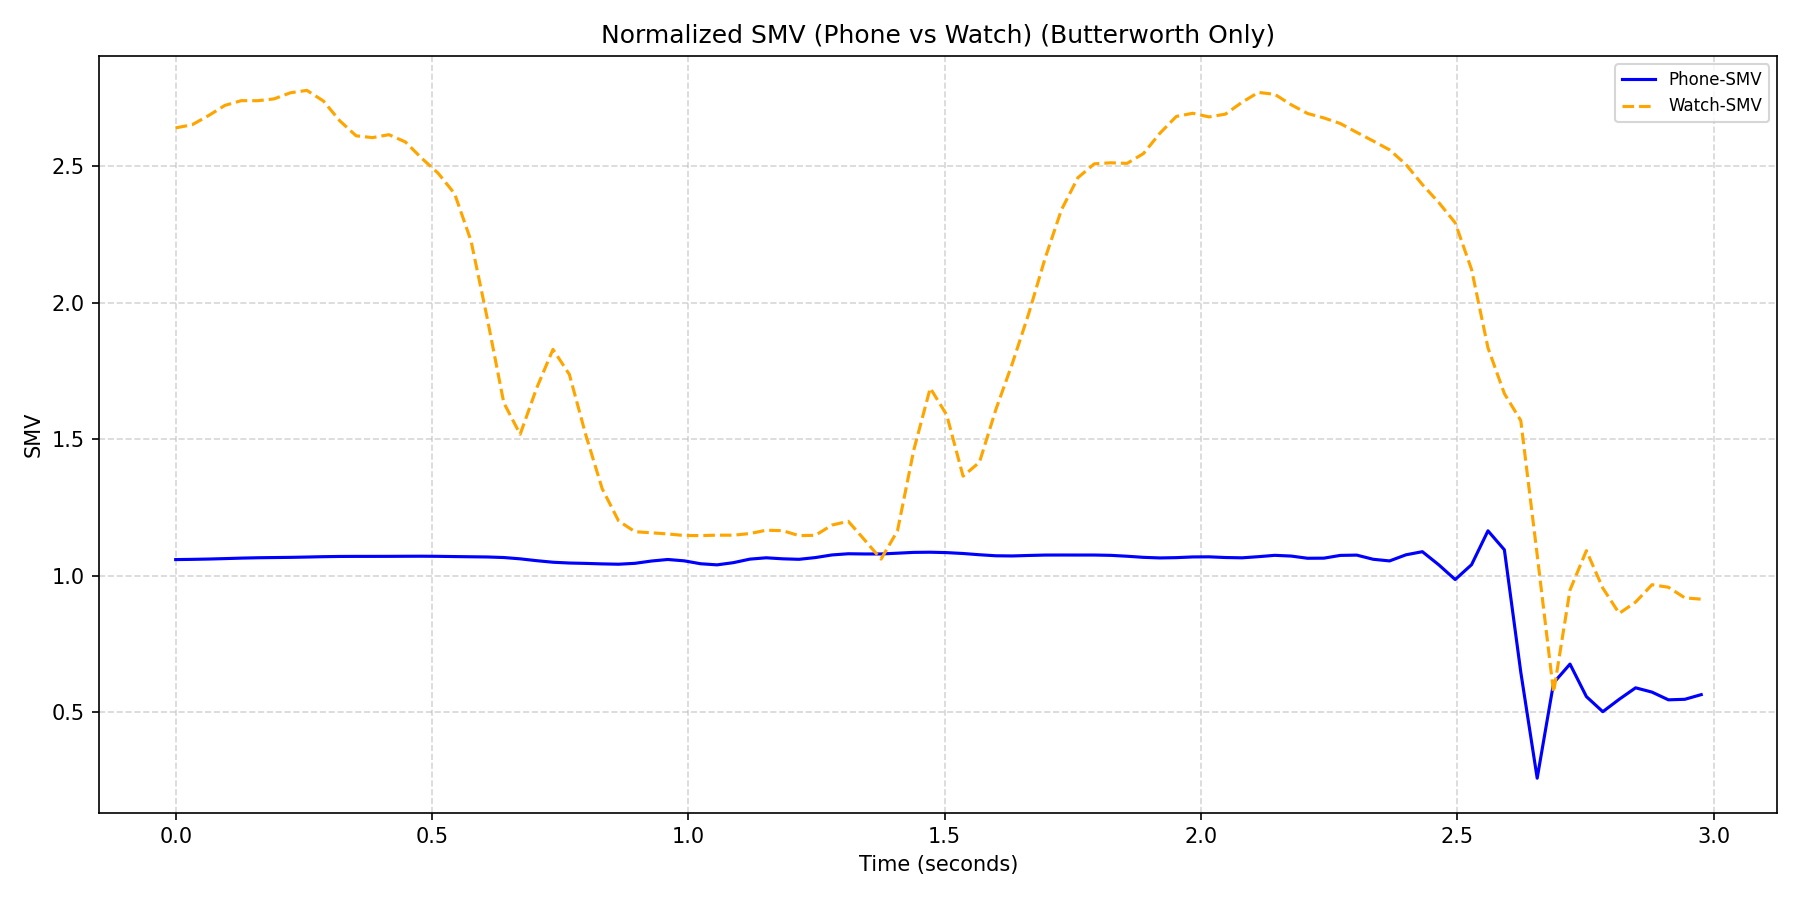 Normalized SMV (Phone vs Watch) (Butterworth Only)
Phone-SMV
Watch-SMV
2.5
2.0
1.5
1.0
0.5
SMV
0.0 0.5 1.0 1.5 2.0 2.5 3.0
Time (seconds)